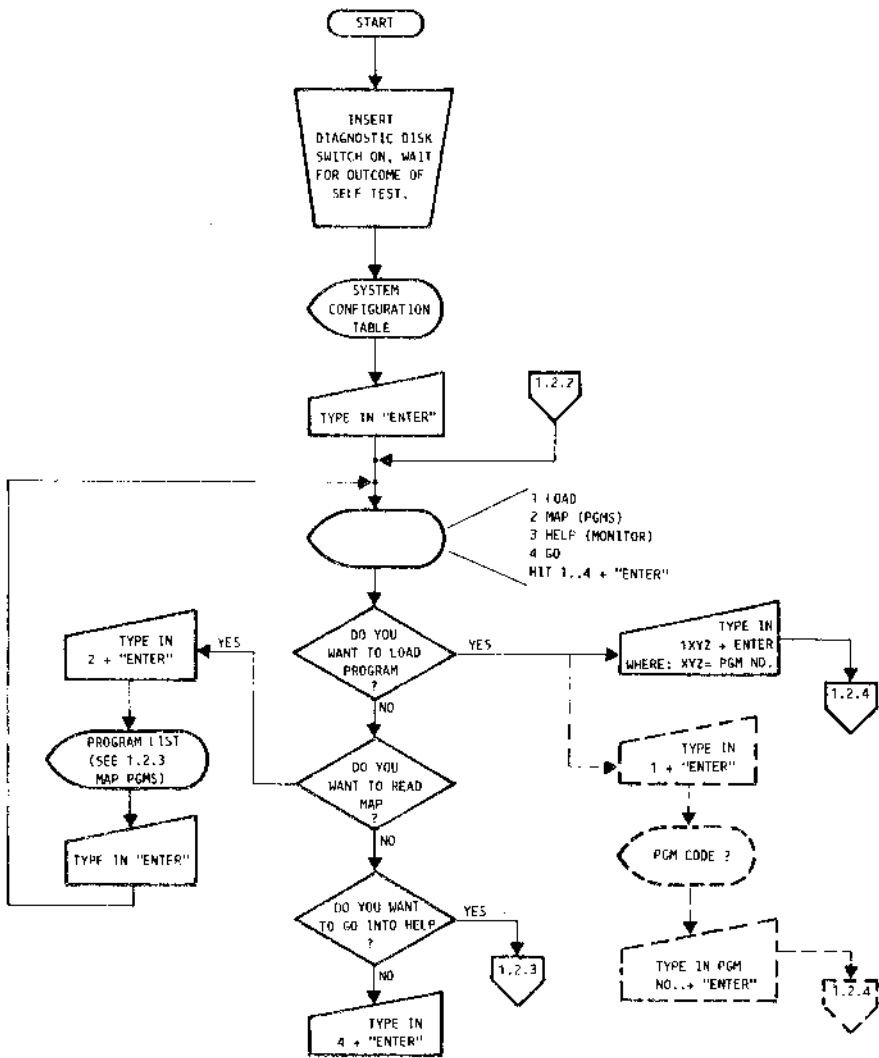 START
INSERT
DIAGNOSTIC DISK
SWITCH ON, WAIT
FOR OUTCOME OF
SELF TEST.
SYSTEM
CONFIGURATION
TABLE
TYPE IN "ENTER"
1.2.2
1 LOAD
2 MAP (PGMS)
3 HELP (MONITOR)
4 GO
HIT 1..4 + "ENTER"
DO YOU
WANT TO LOAD
PROGRAM
?
YES
NO
TYPE IN
1XYZ + ENTER
WHERE: XYZ= PGM NO.
1.2.4
TYPE IN
1 + "ENTER"
PGM CODE ?
TYPE IN PGM
NO..+ "ENTER"
1.2.4
DO YOU
WANT TO READ
MAP
?
YES
NO
TYPE IN
2 + "ENTER"
PROGRAM LIST
(SEE 1.2.3
MAP PGMS)
TYPE IN "ENTER"
DO YOU WANT
TO GO INTO HELP
?
YES
1.2.3
NO
TYPE IN
4 + "ENTER"